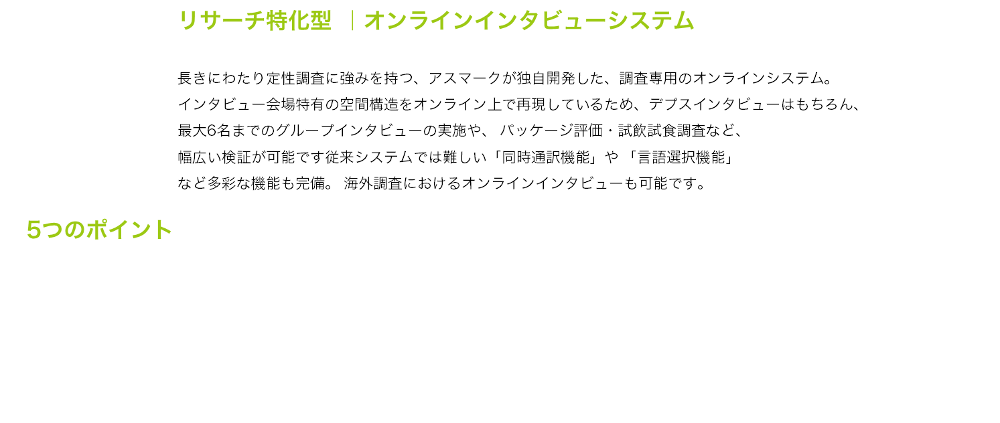 リサーチ特化型 ｜オンラインインタビューシステム
長きにわたり定性調査に強みを持つ、アスマークが独自開発した、調査専用のオンラインシステム。
インタビュー会場特有の空間構造をオンライン上で再現しているため、デプスインタビューはもちろん、
最大6名までのグループインタビューの実施や、 パッケージ評価・試飲試食調査など、
幅広い検証が可能です従来システムでは難しい「同時通訳機能」や 「言語選択機能」
など多彩な機能も完備。 海外調査におけるオンラインインタビューも可能です。
5つのポイント